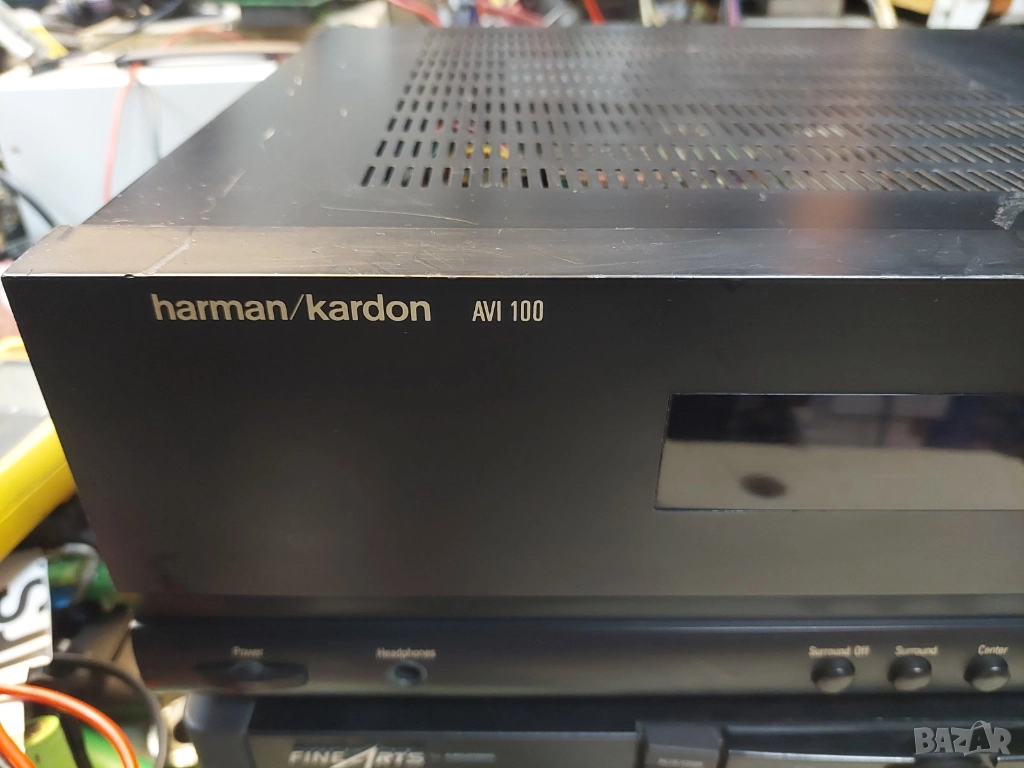 harman/kardon AVI 100
Power
Headphones
Surround Off
Surround
Center
FINE ARTS
BAZAR